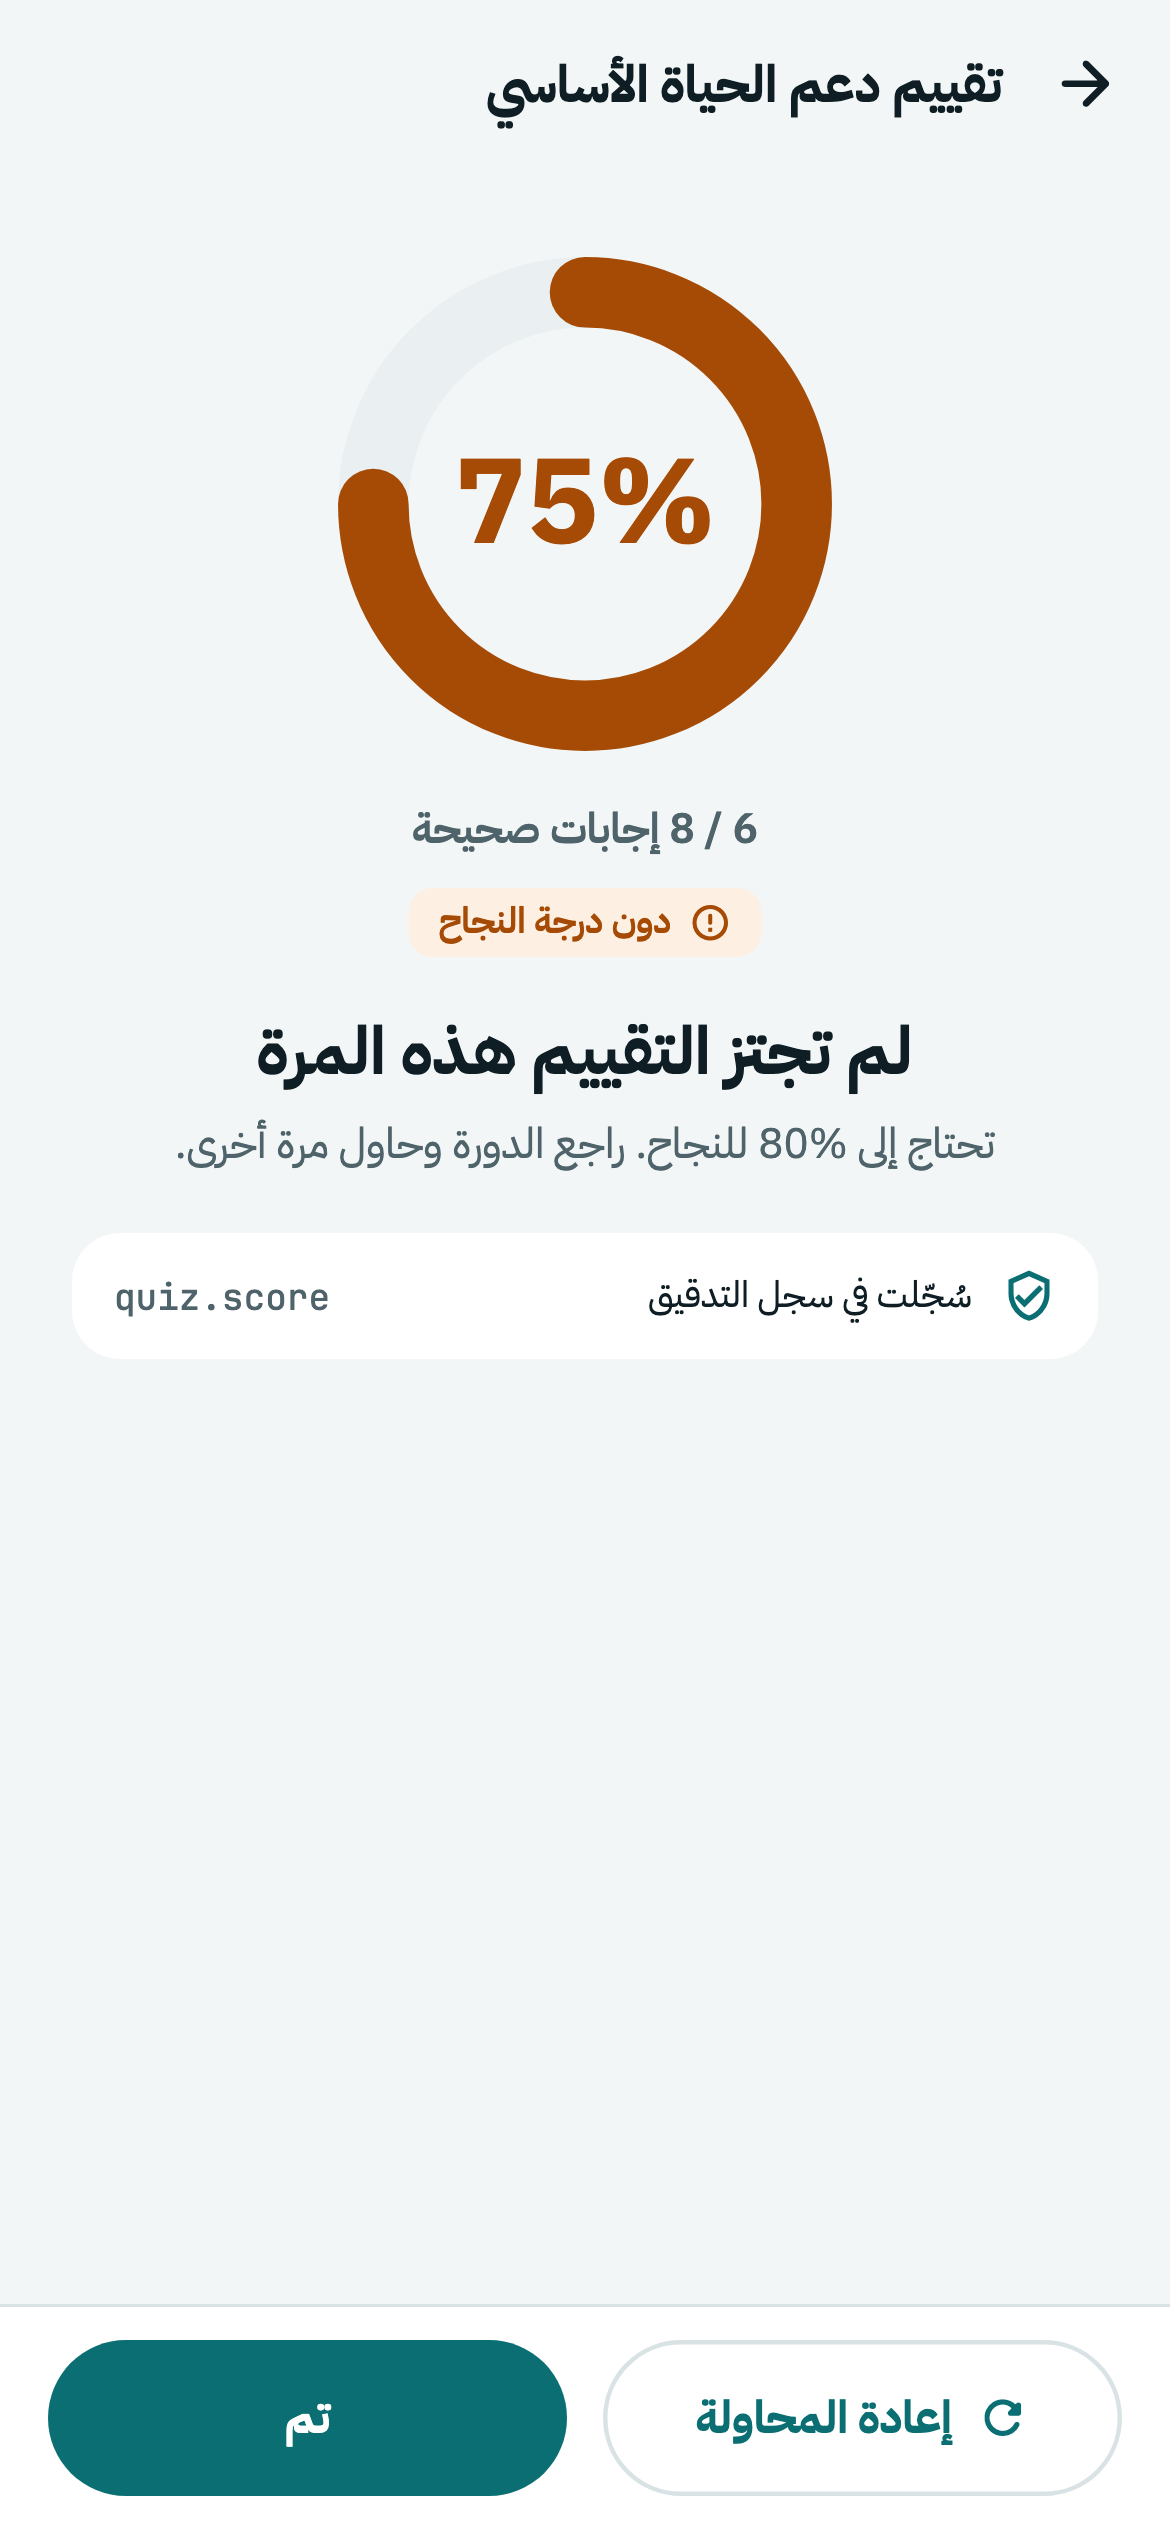 تقييم دعم الحياة الأساسي
75%
6 / 8 إجابات صحيحة
دون درجة النجاح
لم تجتز التقييم هذه المرة
تحتاج إلى 80% للنجاح. راجع الدورة وحاول مرة أخرى.
سُجّلت في سجل التدقيق quiz.score
إعادة المحاولة
تم